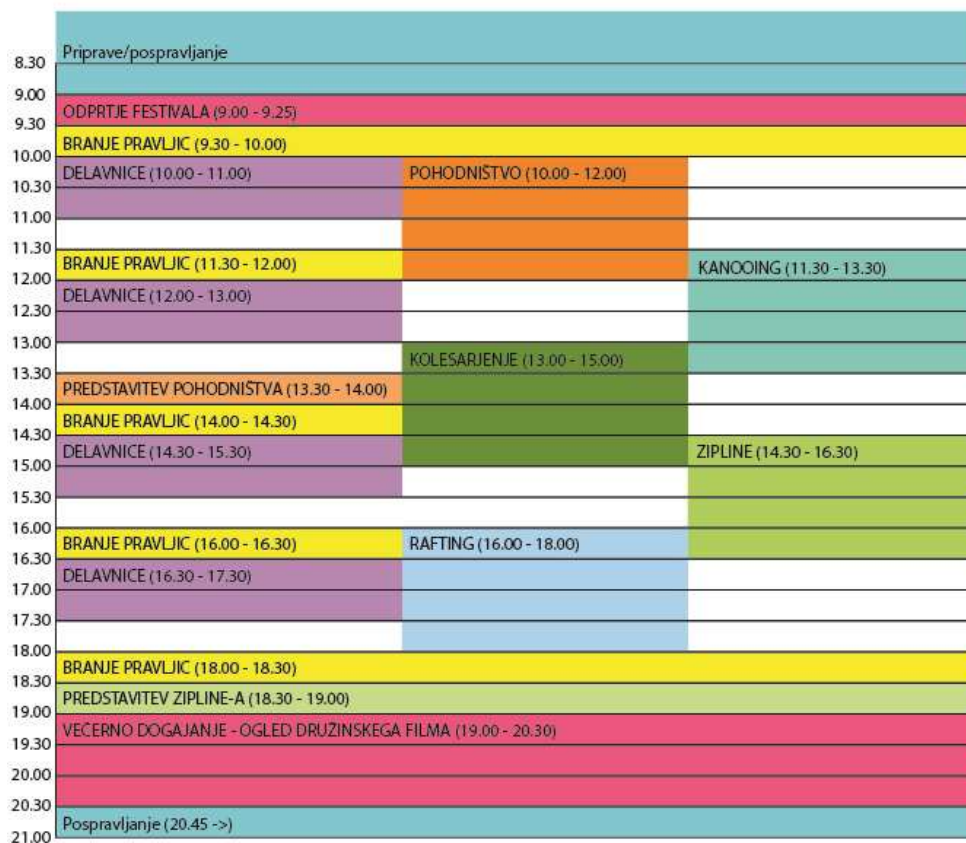 Priprave/pospravljanje
8.30
9.00
ODPRTJE FESTIVALA (9.00 - 9.25)
9.30
BRANJE PRAVLJIC (9.30 - 10.00)
10.00
DELAVNICE (10.00 - 11.00) POHODNIŠTVO (10.00 - 12.00)
10.30
11.00
11.30
BRANJE PRAVLJIC (11.30 - 12.00) KANOOING (11.30 - 13.30)
12.00
DELAVNICE (12.00 - 13.00)
12.30
13.00
KOLESARJENJE (13.00 - 15.00)
13.30
PREDSTAVITEV POHODNIŠTVA (13.30 - 14.00)
14.00
BRANJE PRAVLJIC (14.00 - 14.30)
14.30
DELAVNICE (14.30 - 15.30) ZIPLINE (14.30 - 16.30)
15.00
15.30
16.00
BRANJE PRAVLJIC (16.00 - 16.30) RAFTING (16.00 - 18.00)
16.30
DELAVNICE (16.30 - 17.30)
17.00
17.30
18.00
BRANJE PRAVLJIC (18.00 - 18.30)
18.30
PREDSTAVITEV ZIPLINE-A (18.30 - 19.00)
19.00
VEČERNO DOGAJANJE - OGLED DRUŽINSKEGA FILMA (19.00 - 20.30)
19.30
20.00
20.30
Pospravljanje (20.45 ->)
21.00